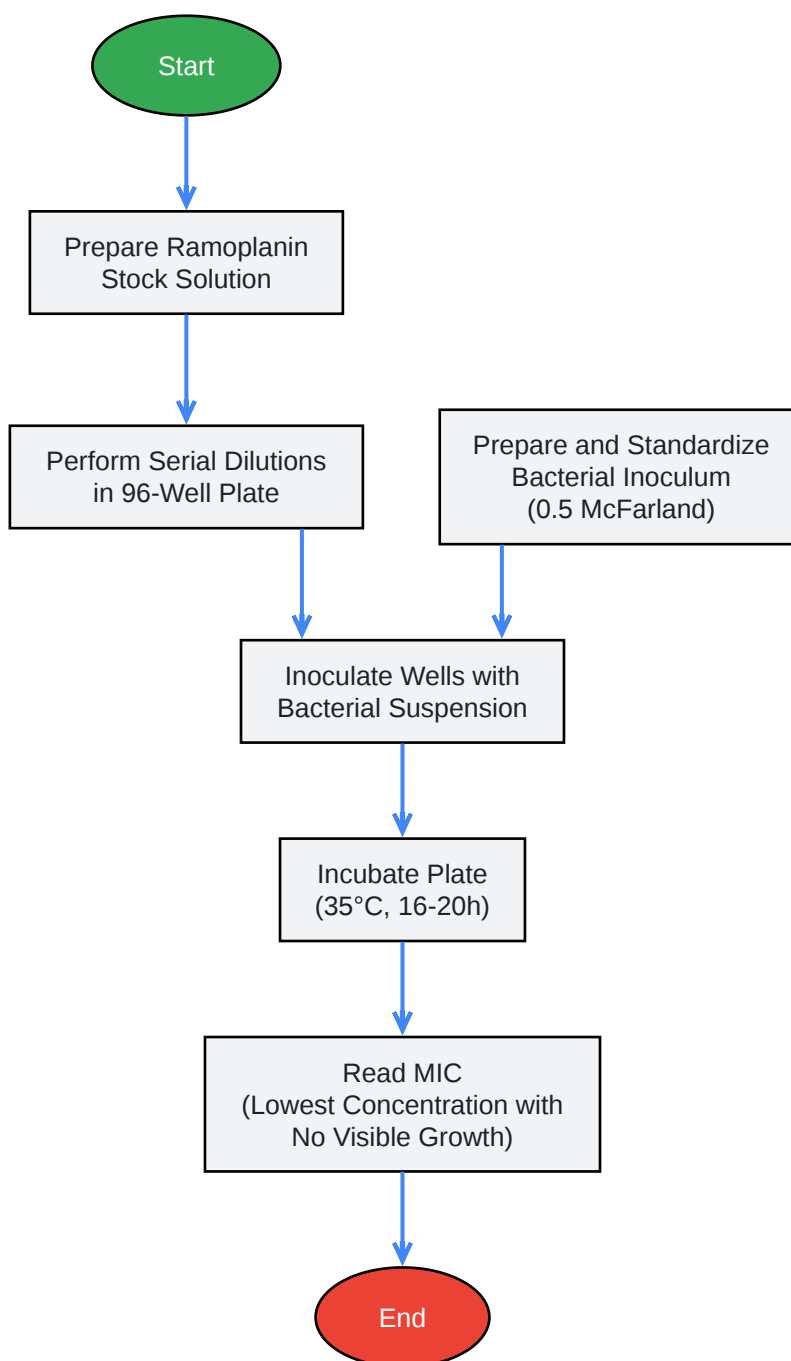 Start
Prepare Ramoplanin
Stock Solution
Perform Serial Dilutions
in 96-Well Plate
Prepare and Standardize
Bacterial Inoculum
(0.5 McFarland)
Inoculate Wells with
Bacterial Suspension
Incubate Plate
(35°C, 16-20h)
Read MIC
(Lowest Concentration with
No Visible Growth)
End